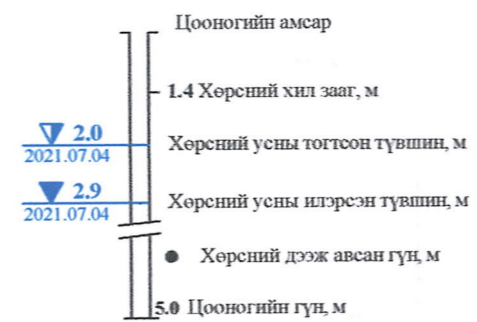 Цооногийн амсар
1.4 Хөрсний хил зааг, м
2.0
2021.07.04
Хөрсний усны тогтсон түвшин, м
2.9
2021.07.04
Хөрсний усны илэрсэн түвшин, м
Хөрсний дээж авсан гүн, м
5.0 Цооногийн гүн, м